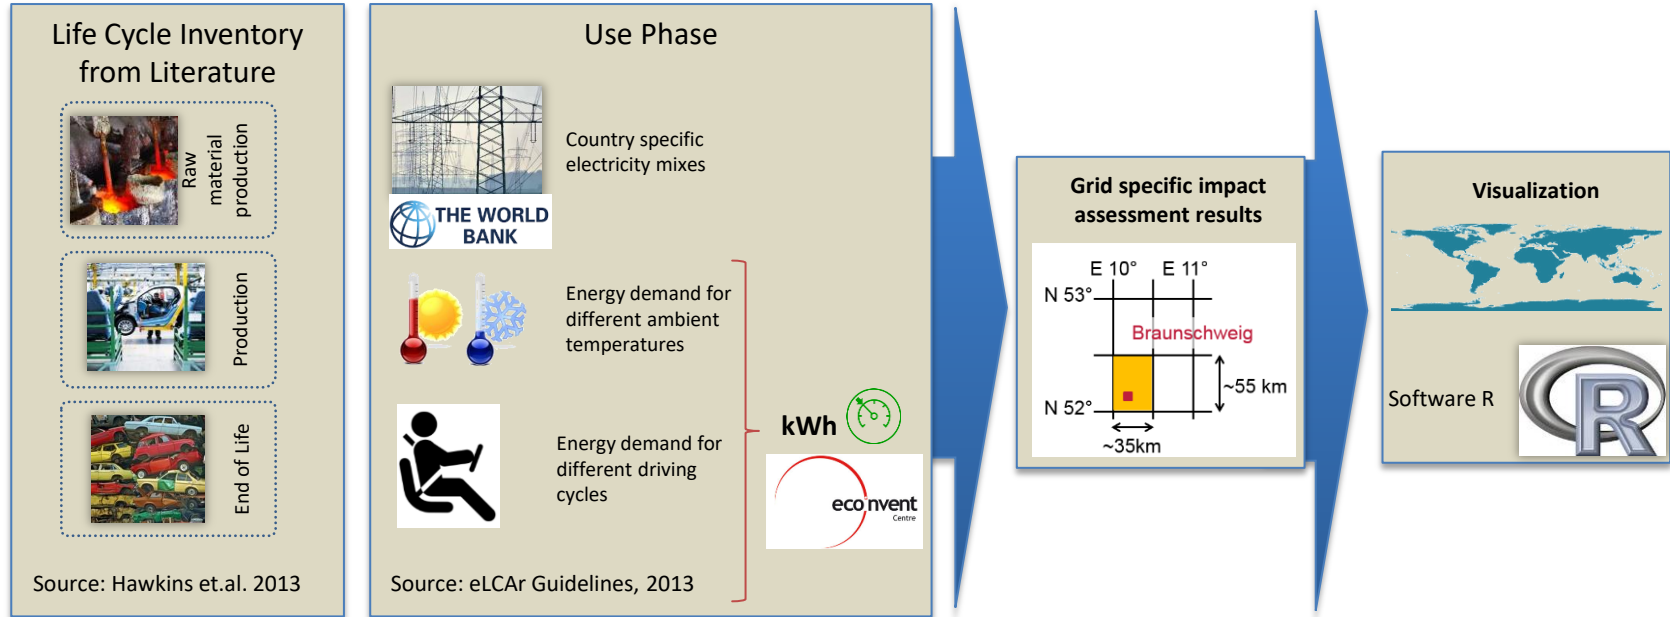 Life Cycle Inventory
from Literature
Raw
material
production
Production
End of Life
Source: Hawkins et.al. 2013
Use Phase
Country specific
electricity mixes
THE WORLD
BANK
Energy demand for
different ambient
temperatures
Energy demand for
different driving
cycles
kWh
ecoinvent
Centre
Source: eLCAr Guidelines, 2013
Grid specific impact
assessment results
E 10° E 11°
N 53°
Braunschweig
~55 km
N 52°
~35km
Visualization
Software R
R